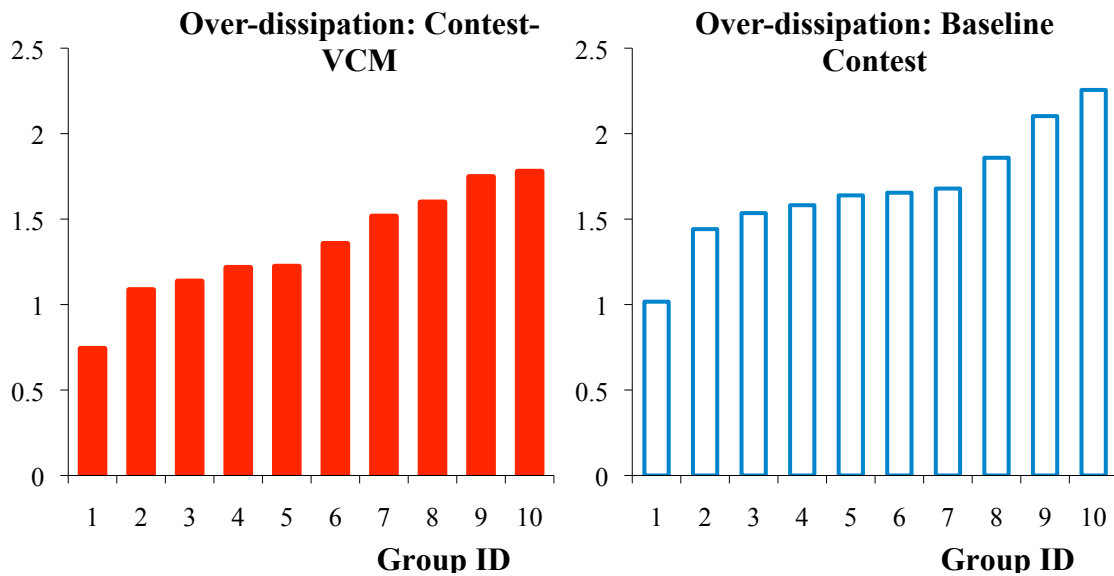 Over-dissipation: Contest-
VCM
2.5
2
1.5
1
0.5
0
1 2 3 4 5 6 7 8 9 10
Group ID
Over-dissipation: Baseline
Contest
2.5
2
1.5
1
0.5
0
1 2 3 4 5 6 7 8 9 10
Group ID